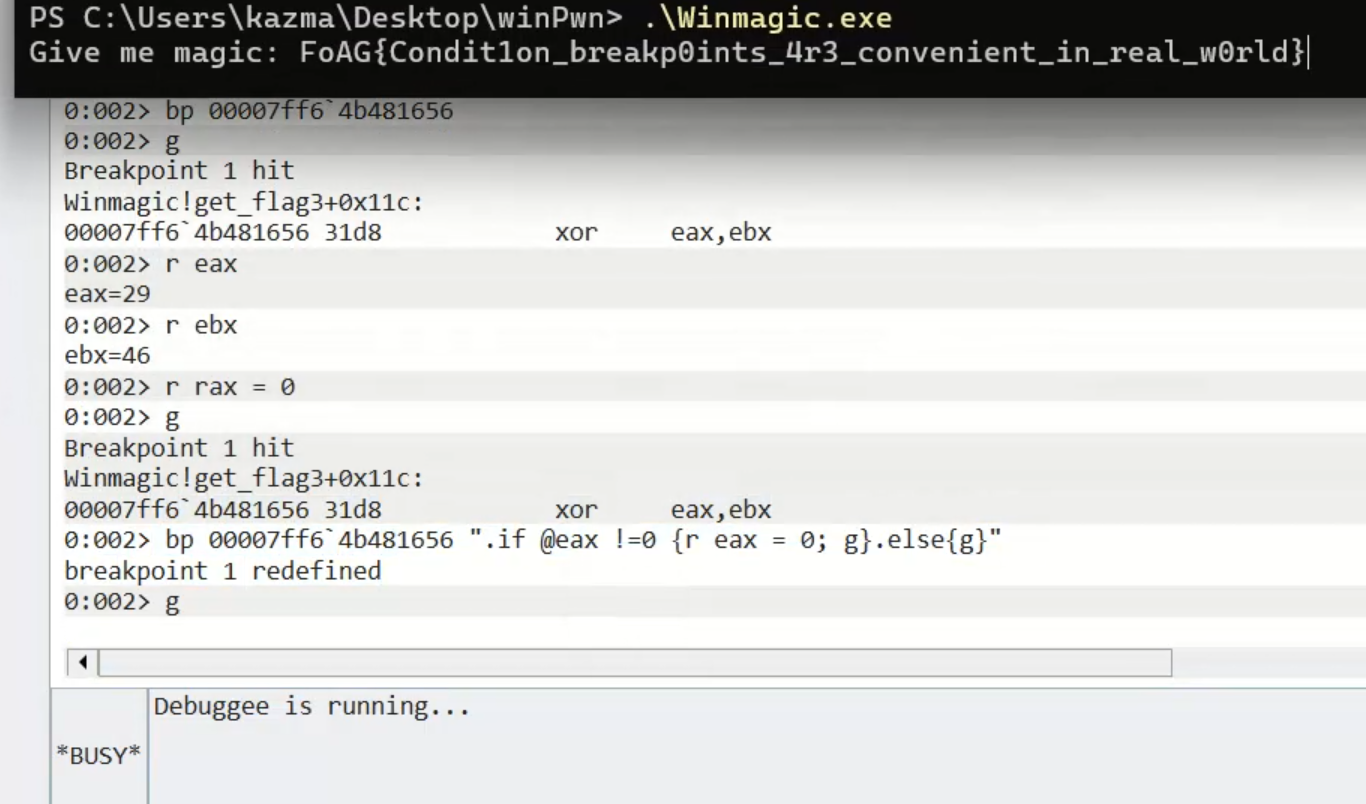 PS C:\Users\kazma\Desktop\winPwn> .\Winmagic.exe
Give me magic: FoAG{Condit1on_breakp0ints_4r3_convenient_in_real_w0rld}
0:002> bp 00007ff6`4b481656
0:002> g
Breakpoint 1 hit
Winmagic!get_flag3+0x11c:
00007ff6`4b481656 31d8            xor     eax,ebx
0:002> r eax
eax=29
0:002> r ebx
ebx=46
0:002> r rax = 0
0:002> g
Breakpoint 1 hit
Winmagic!get_flag3+0x11c:
00007ff6`4b481656 31d8            xor     eax,ebx
0:002> bp 00007ff6`4b481656 ".if @eax !=0 {r eax = 0; g}.else{g}"
breakpoint 1 redefined
0:002> g
Debuggee is running...
*BUSY*